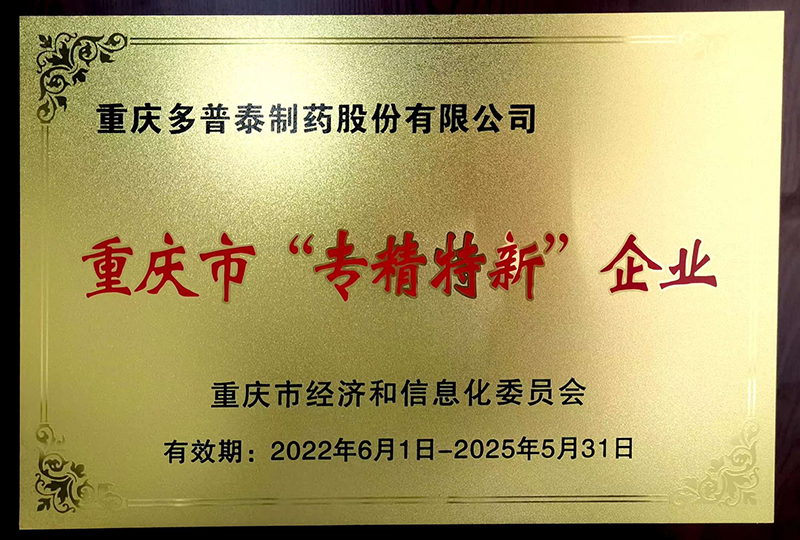 重庆多普泰制药股份有限公司
重庆市“专精特新”企业
重庆市经济和信息化委员会
有效期：2022年6月1日-2025年5月31日